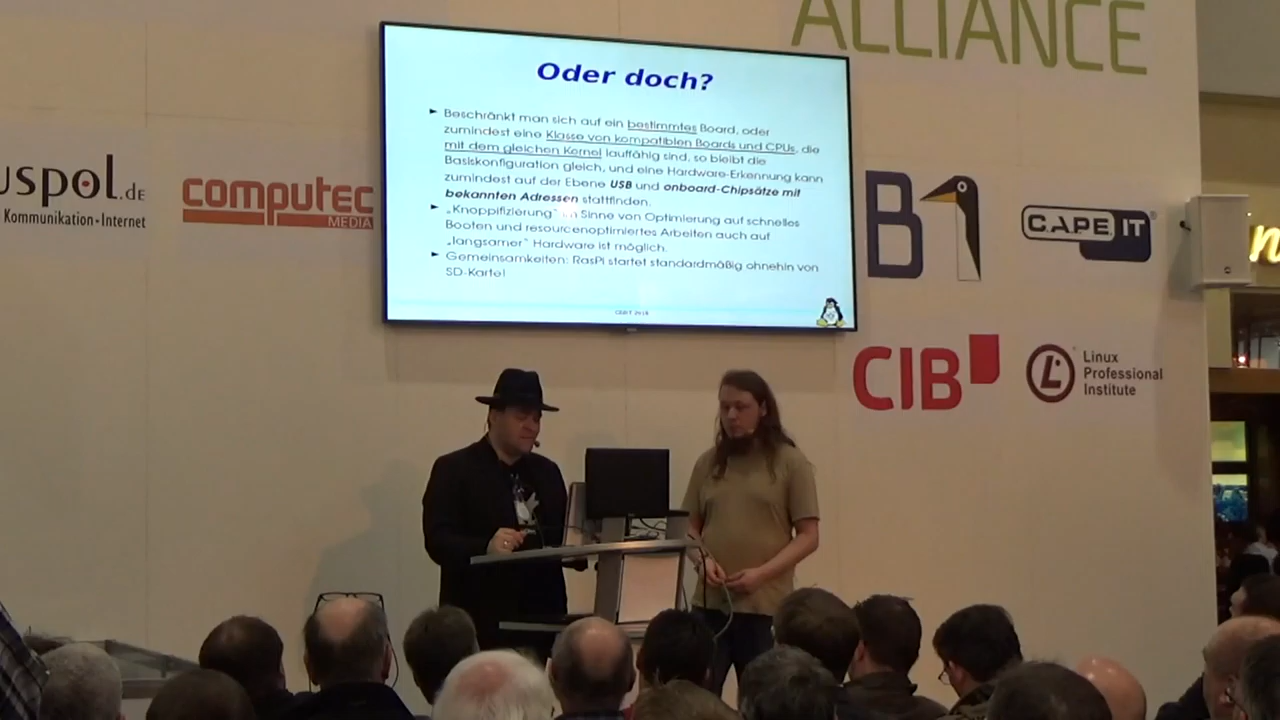 ALLIANCE
Oder doch?
Beschränkt man sich auf ein bestimmtes Board, oder
zumindest eine Klasse von kompatiblen Boards und CPUs, die
mit dem gleichen Kernel lauffähig sind, so bleibt die
Basiskonfiguration gleich, und eine Hardware-Erkennung kann
zumindest auf der Ebene USB und onboard-Chipsätze mit
bekannten Adressen stattfinden.
„Knoppifizierung“ im Sinne von Optimierung auf schnelles
Booten und resourcenoptimiertes Arbeiten auch auf
„langsamer“ Hardware ist möglich.
Gemeinsamkeiten: RasPi startet standardmäßig ohnehin von
SD-Karte!
uspol.de
Kommunikation·Internet
computec
MEDIA
B1
C.A.P.E. IT
CIB
L
Linux
Professional
Institute